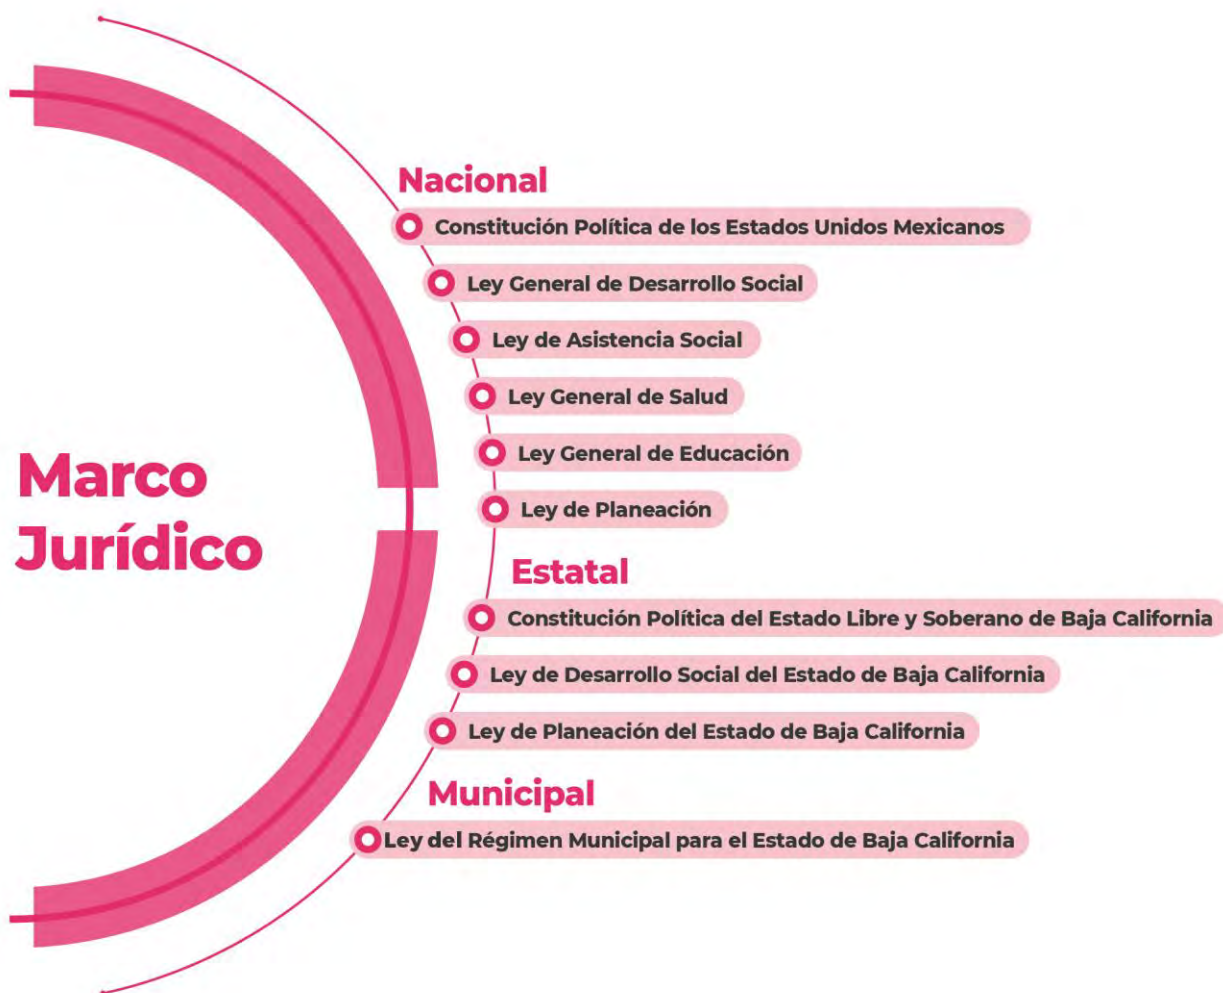 Marco
Jurídico
Nacional
Constitución Política de los Estados Unidos Mexicanos
Ley General de Desarrollo Social
Ley de Asistencia Social
Ley General de Salud
Ley General de Educación
Ley de Planeación
Estatal
Constitución Política del Estado Libre y Soberano de Baja California
Ley de Desarrollo Social del Estado de Baja California
Ley de Planeación del Estado de Baja California
Municipal
Ley del Régimen Municipal para el Estado de Baja California